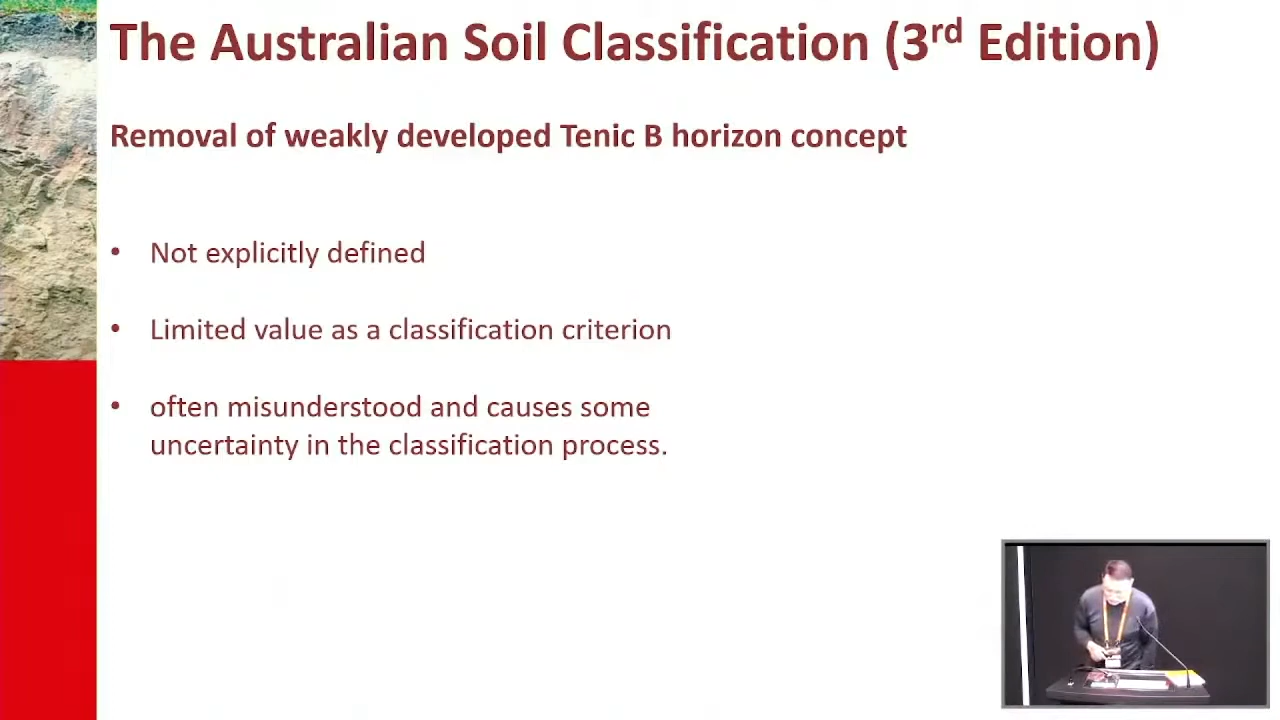 The Australian Soil Classification (3rd Edition)
Removal of weakly developed Tenic B horizon concept
• Not explicitly defined
• Limited value as a classification criterion
• often misunderstood and causes some
uncertainty in the classification process.